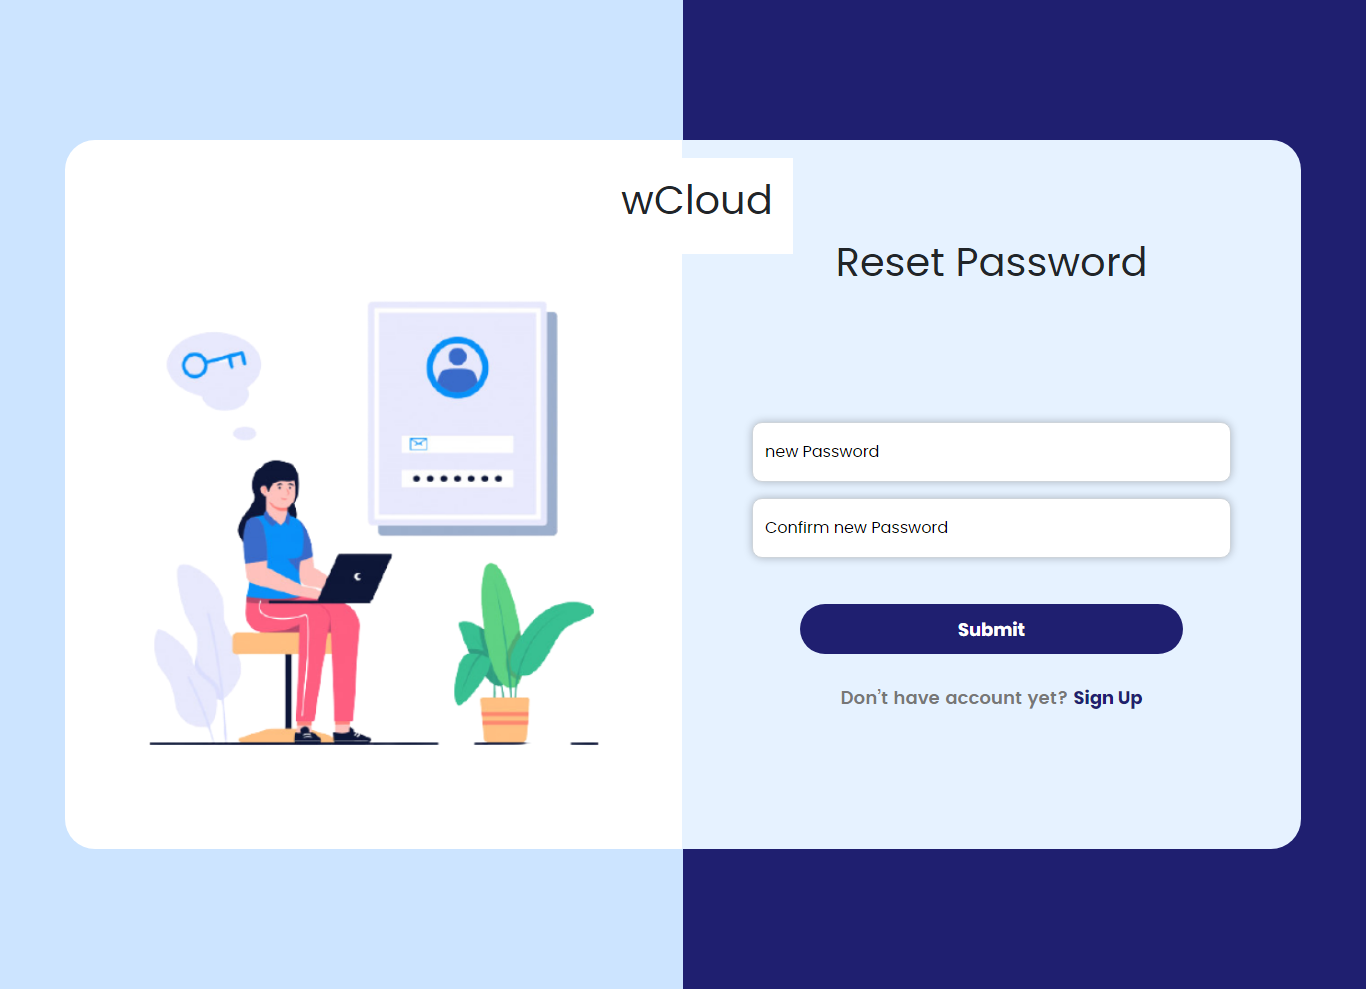 wCloud
Reset Password
new Password
Confirm new Password
Submit
Don't have account yet? Sign Up